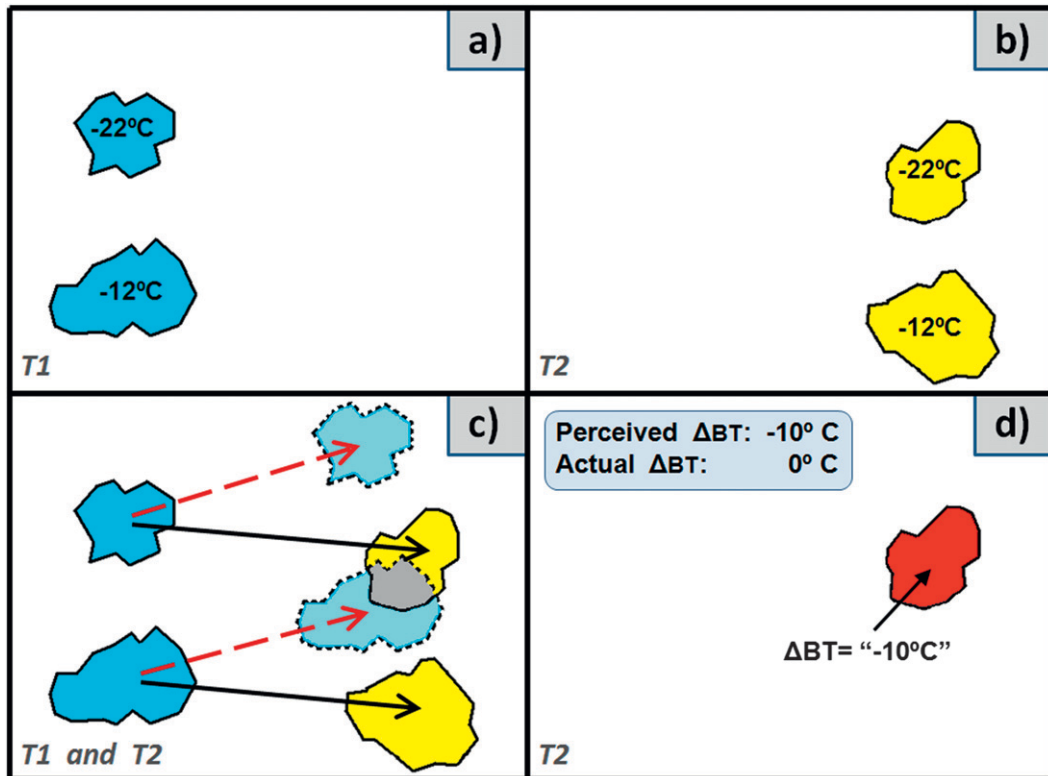 a)
-22ºC
-12ºC
T1
b)
-22ºC
-12ºC
T2
c)
T1 and T2
d)
Perceived ΔBT: -10º C
Actual ΔBT: 0º C
ΔBT= “-10ºC”
T2